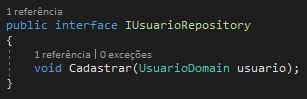 1 referência
public interface IUsuarioRepository
{
1 referência | 0 exceções
void Cadastrar(UsuarioDomain usuario);
}